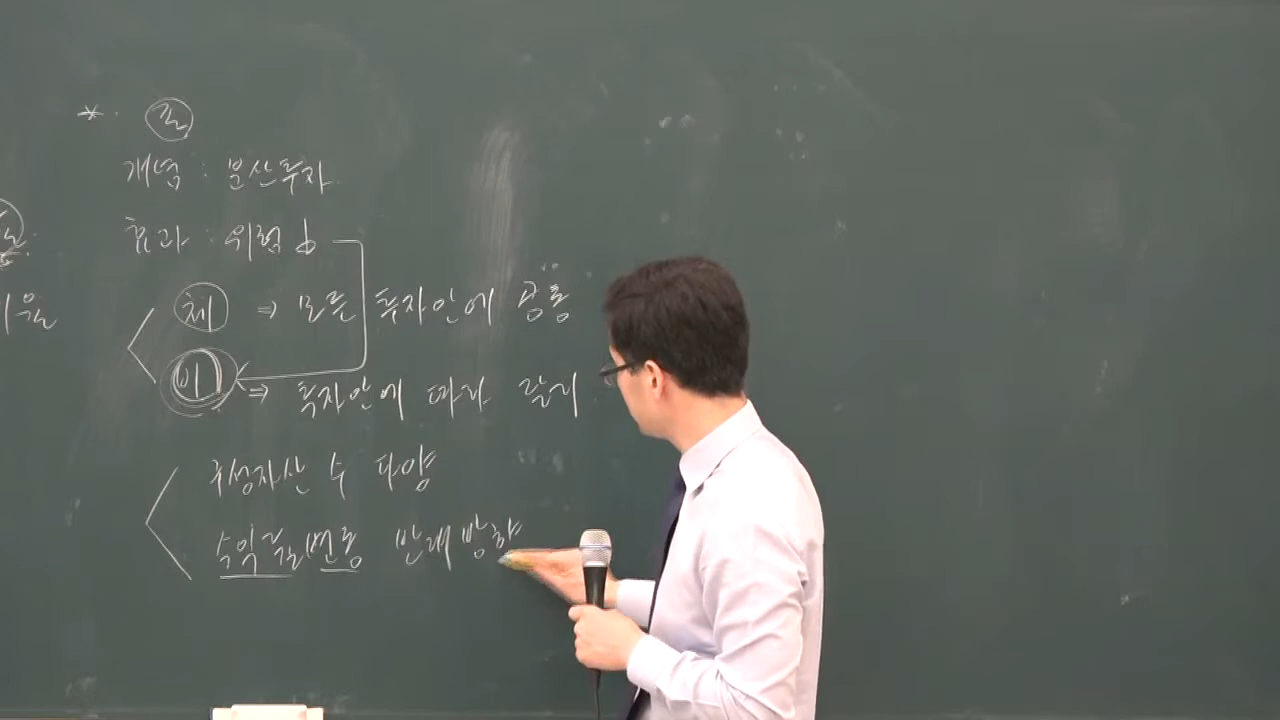 * 포
개념 : 분산투자
효과 : 위험 ↓
체 ⇒ 모든 투자안에 공통
비 ⇒ 투자안에 따라 달리
구성자산 수 다양
수익률변동 반대방향